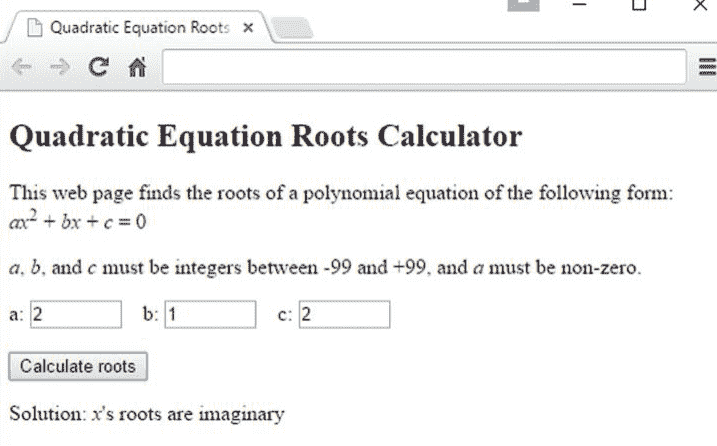 Quadratic Equation Roots
Quadratic Equation Roots Calculator
This web page finds the roots of a polynomial equation of the following form:
ax² + bx + c = 0
a, b, and c must be integers between -99 and +99, and a must be non-zero.
a: 2 b: 1 c: 2
Calculate roots
Solution: x's roots are imaginary